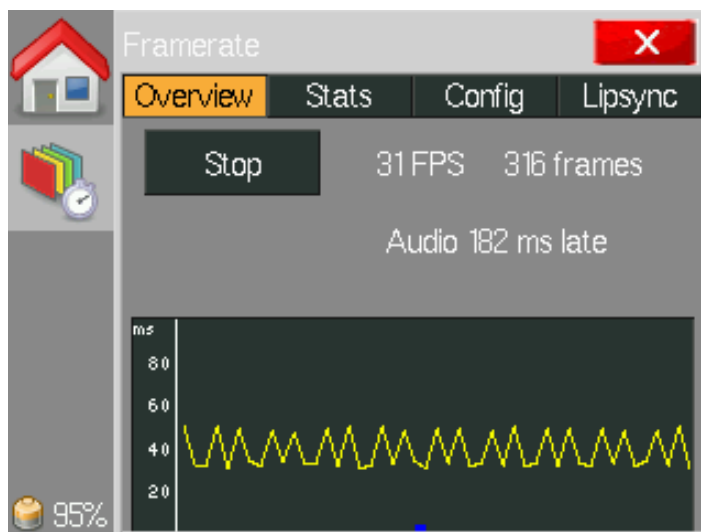 Framerate
X
Overview Stats Config Lipsync
Stop 31 FPS 316 frames
Audio 182 ms late
ms
80
60
40
20
95%